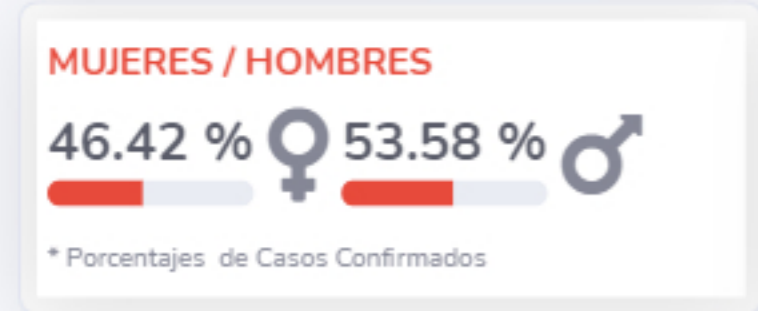 MUJERES / HOMBRES
46.42 % 53.58 %
* Porcentajes de Casos Confirmados